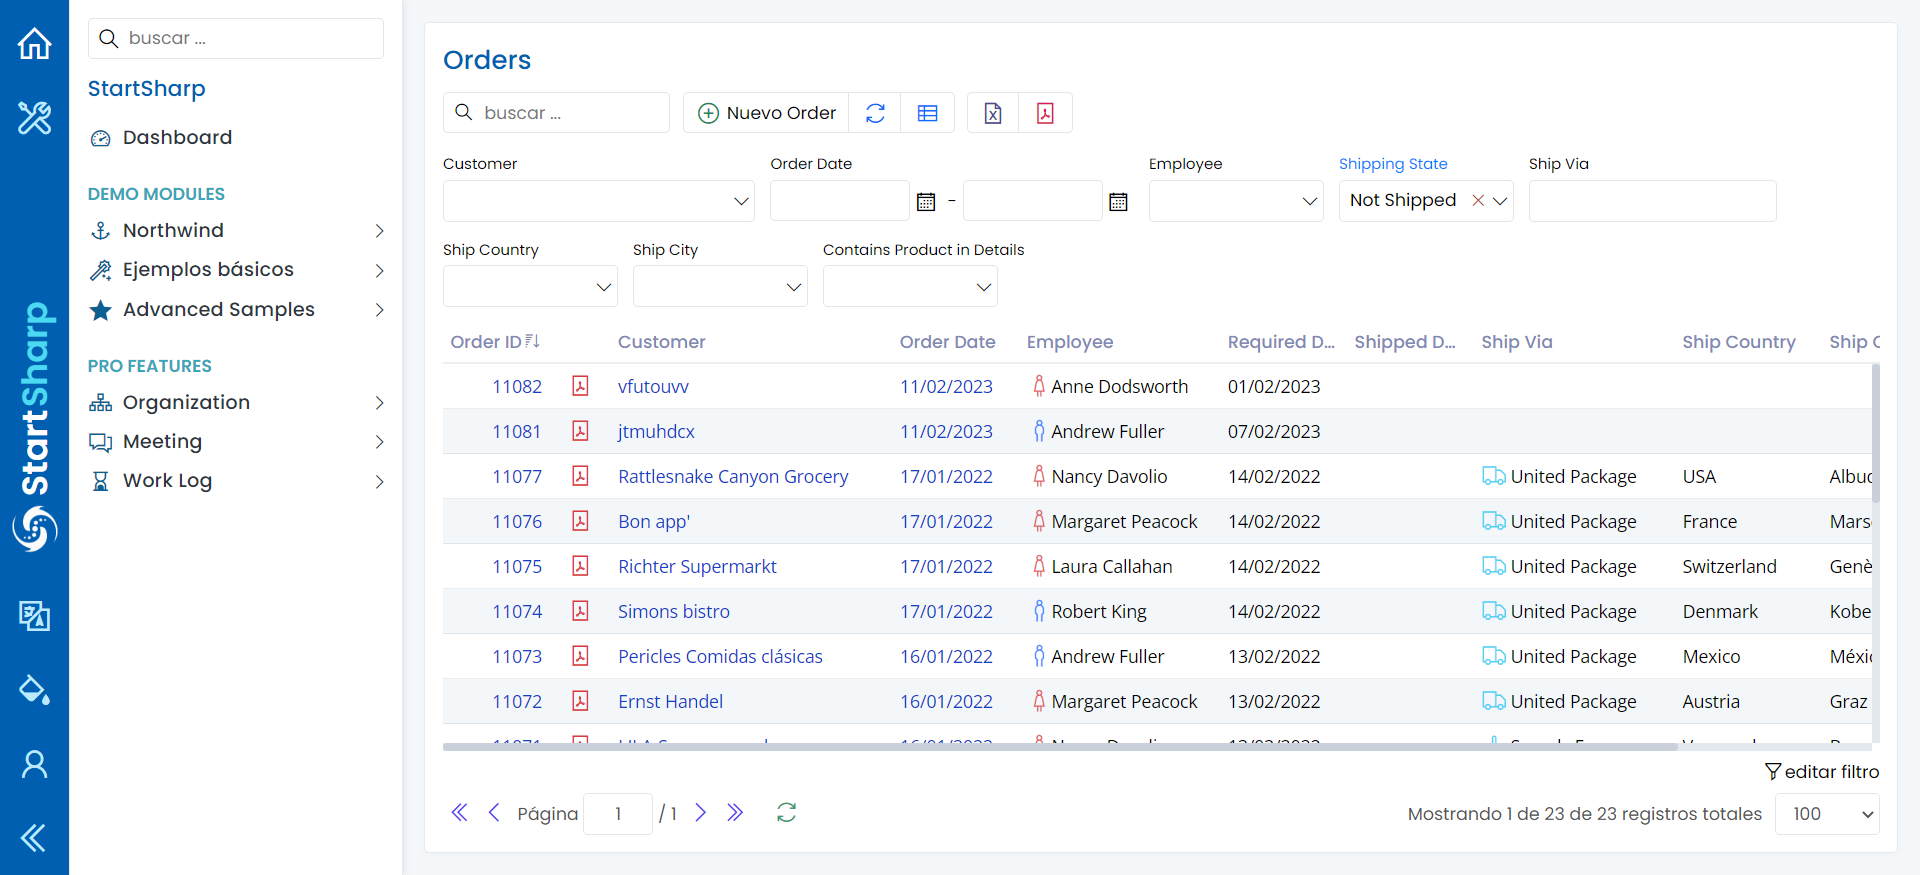 buscar ...
StartSharp
Dashboard
DEMO MODULES
Northwind
Ejemplos básicos
Advanced Samples
PRO FEATURES
Organization
Meeting
Work Log
StartSharp
Orders
buscar ...
Nuevo Order
Customer
Order Date
Employee
Shipping State
Ship Via
-
Not Shipped
Ship Country
Ship City
Contains Product in Details
Order ID Customer Order Date Employee Required D... Shipped D... Ship Via Ship Country Ship C
11082 vfutouvv 11/02/2023 Anne Dodsworth 01/02/2023
11081 jtmuhdcx 11/02/2023 Andrew Fuller 07/02/2023
11077 Rattlesnake Canyon Grocery 17/01/2022 Nancy Davolio 14/02/2022 United Package USA Albuc
11076 Bon app' 17/01/2022 Margaret Peacock 14/02/2022 United Package France Mars
11075 Richter Supermarkt 17/01/2022 Laura Callahan 14/02/2022 United Package Switzerland Genè
11074 Simons bistro 17/01/2022 Robert King 14/02/2022 United Package Denmark Kobe
11073 Pericles Comidas clásicas 16/01/2022 Andrew Fuller 13/02/2022 United Package Mexico Méxic
11072 Ernst Handel 16/01/2022 Margaret Peacock 13/02/2022 United Package Austria Graz
editar filtro
Página 1 / 1
Mostrando 1 de 23 de 23 registros totales 100